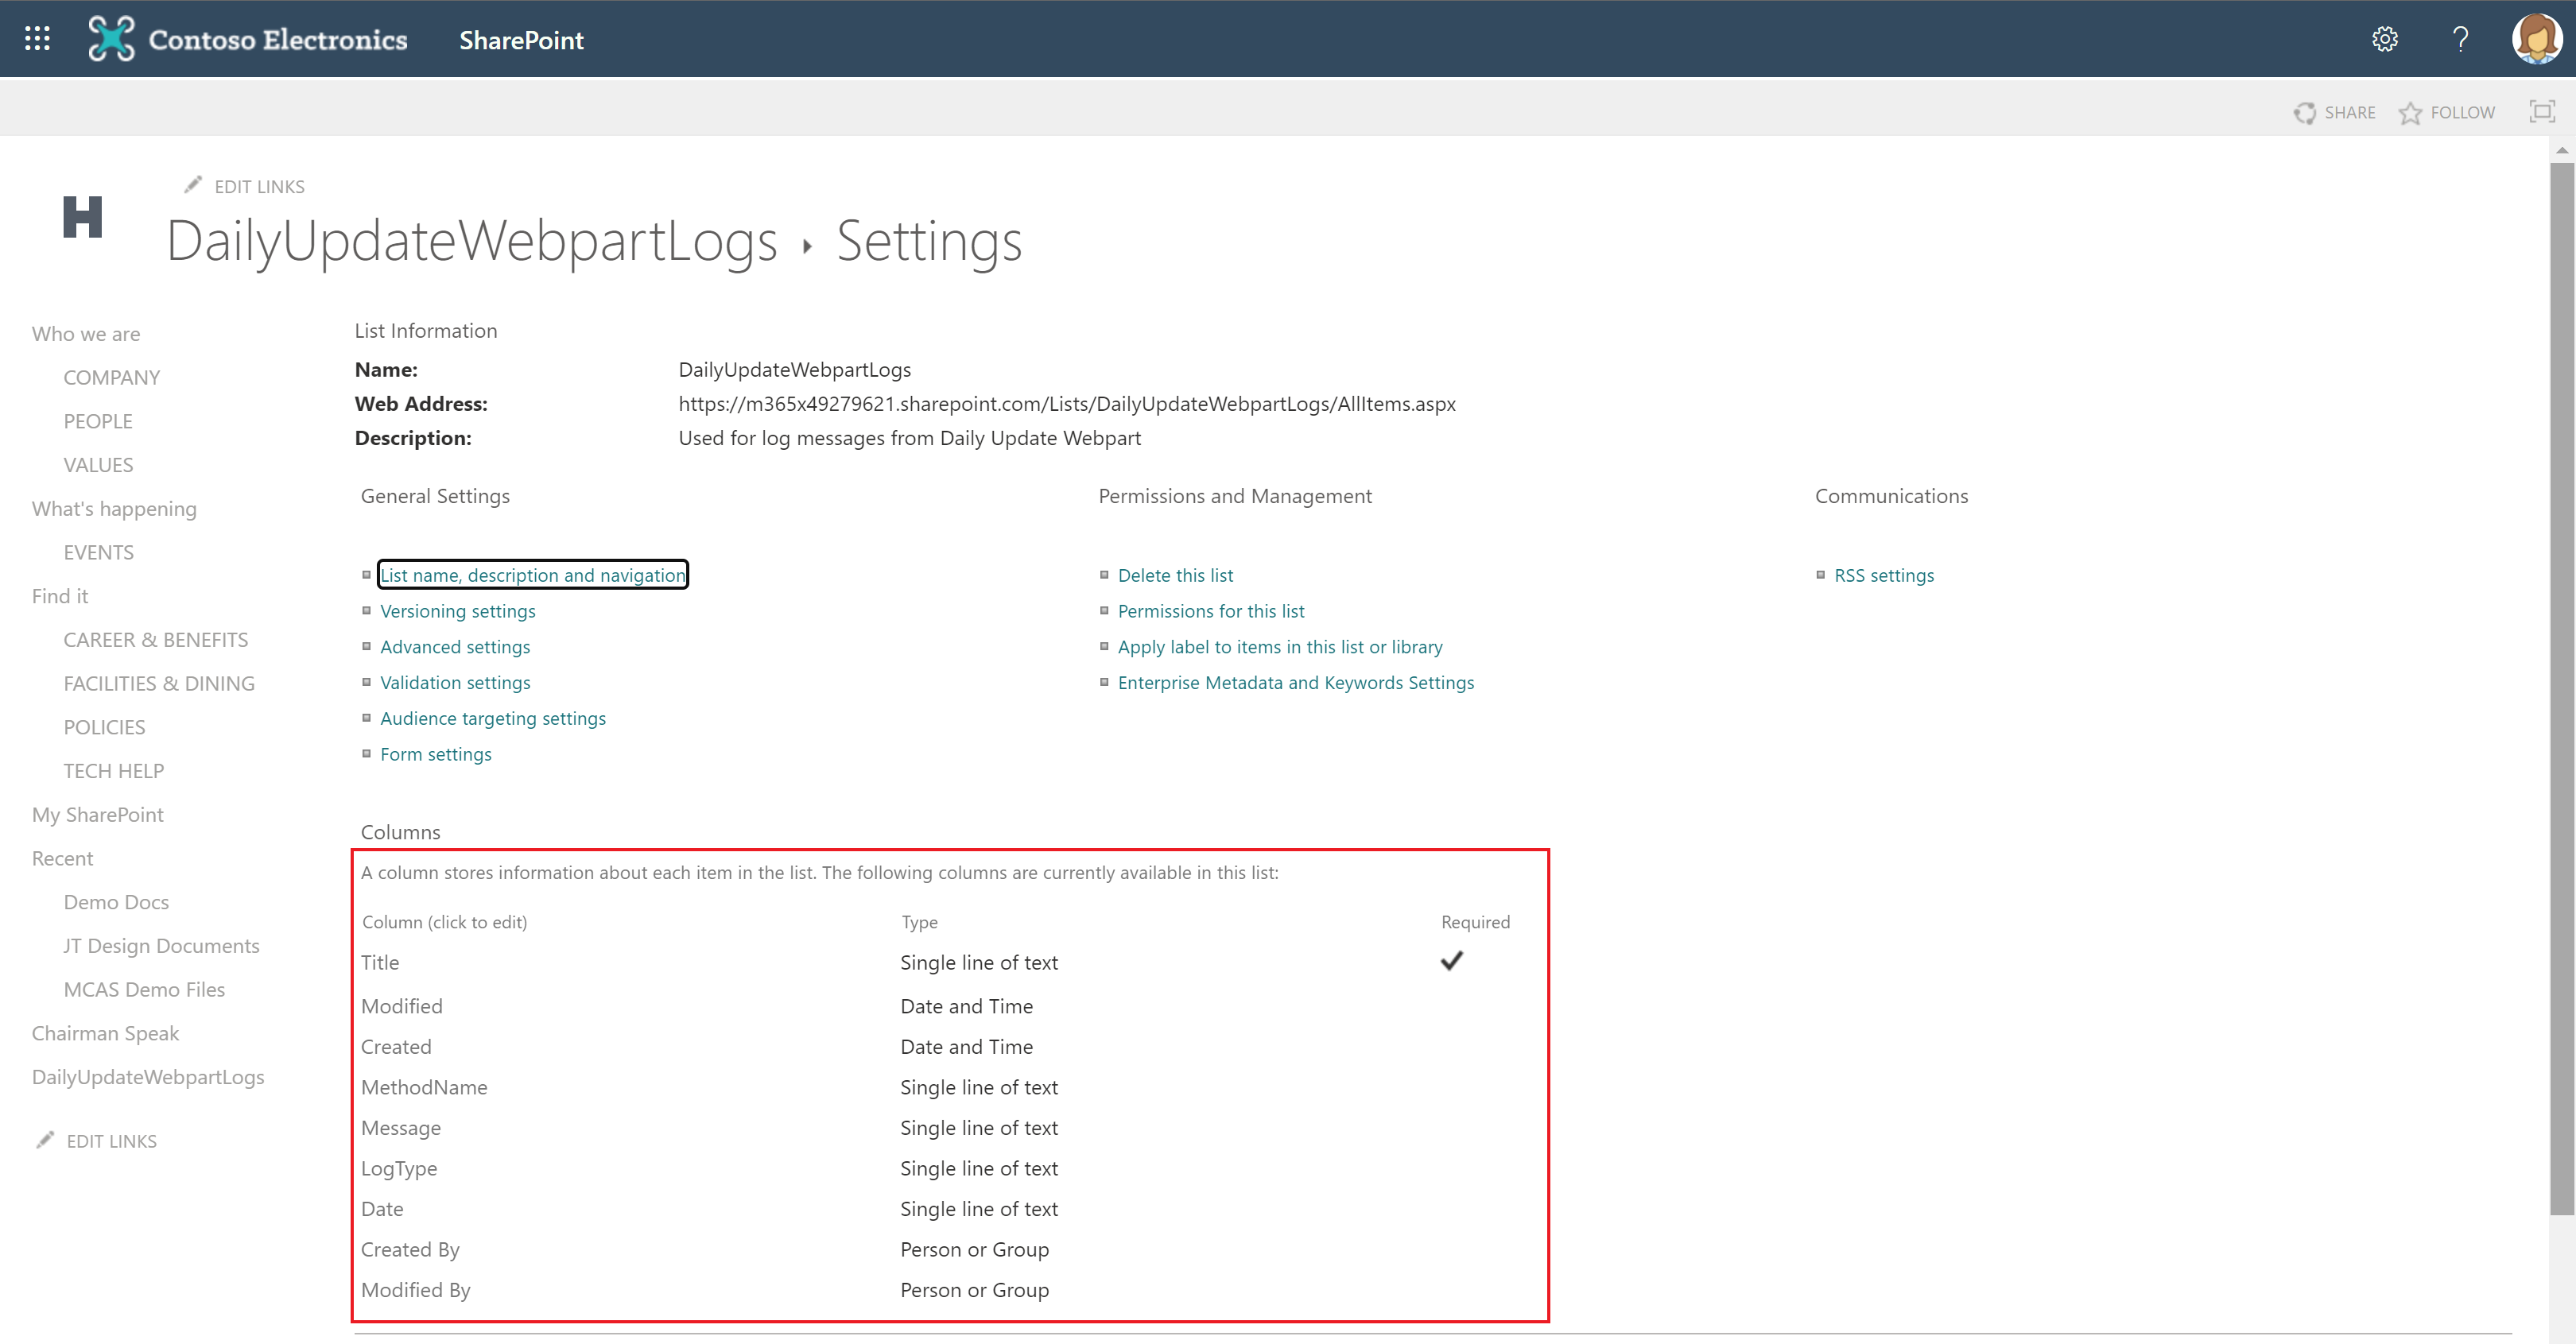 Contoso Electronics SharePoint ?
SHARE FOLLOW
EDIT LINKS
H
DailyUpdateWebpartLogs Settings
Who we are
COMPANY
PEOPLE
VALUES
What's happening
EVENTS
Find it
CAREER & BENEFITS
FACILITIES & DINING
POLICIES
TECH HELP
My SharePoint
Recent
Demo Docs
JT Design Documents
MCAS Demo Files
Chairman Speak
DailyUpdateWebpartLogs
EDIT LINKS
List Information
Name: DailyUpdateWebpartLogs
Web Address: https://m365x49279621.sharepoint.com/Lists/DailyUpdateWebpartLogs/AllItems.aspx
Description: Used for log messages from Daily Update Webpart
General Settings
List name, description and navigation
Versioning settings
Advanced settings
Validation settings
Audience targeting settings
Form settings
Permissions and Management
Delete this list
Permissions for this list
Apply label to items in this list or library
Enterprise Metadata and Keywords Settings
Communications
RSS settings
Columns
A column stores information about each item in the list. The following columns are currently available in this list:
Column (click to edit) Type Required
Title Single line of text ✔
Modified Date and Time
Created Date and Time
MethodName Single line of text
Message Single line of text
LogType Single line of text
Date Single line of text
Created By Person or Group
Modified By Person or Group